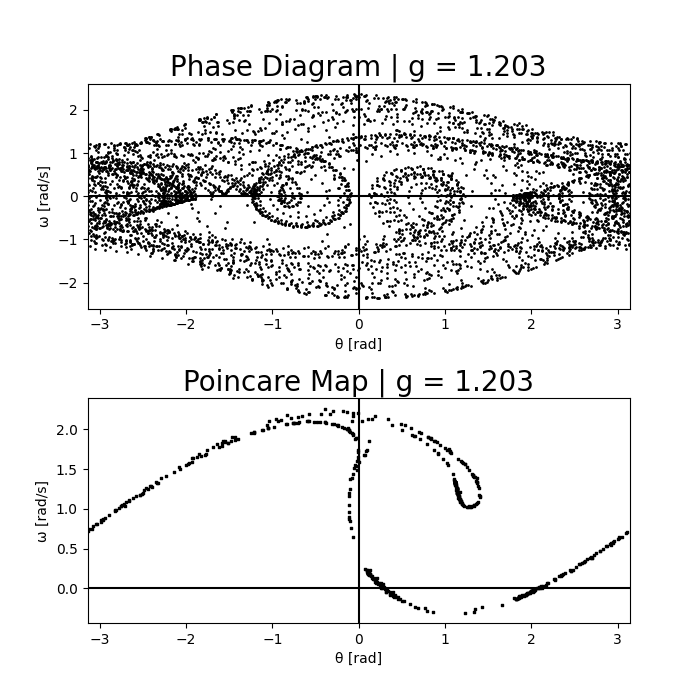 Phase Diagram | g = 1.203
2
1
0
−1
−2
ω [rad/s]
−3 −2 −1 0 1 2 3
θ [rad]
Poincare Map | g = 1.203
2.0
1.5
1.0
0.5
0.0
ω [rad/s]
−3 −2 −1 0 1 2 3
θ [rad]